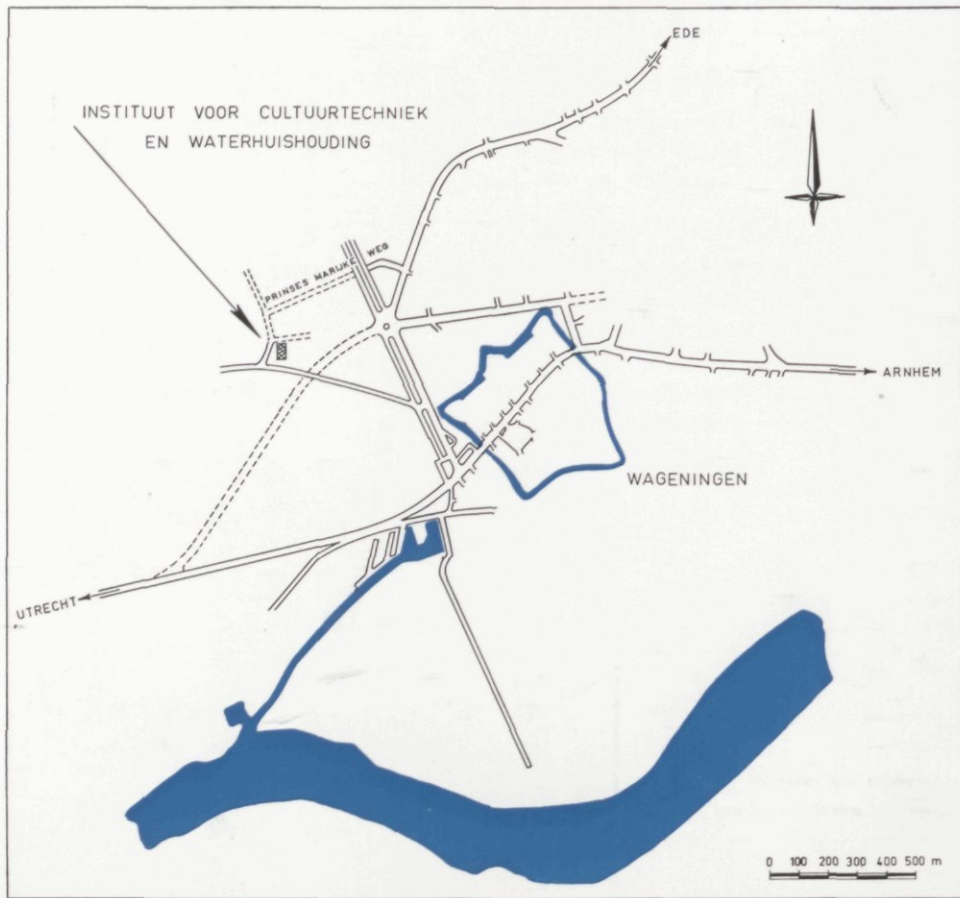 EDE
INSTITUUT VOOR CULTUURTECHNIEK
EN WATERHUISHOUDING
PRINSES MARIJKE WEG
ARNHEM
WAGENINGEN
UTRECHT
0 100 200 300 400 500 m